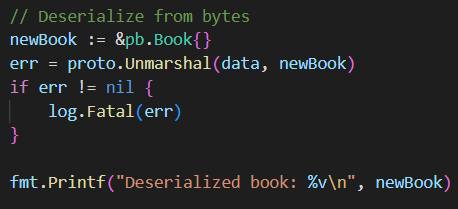 // Deserialize from bytes
newBook := &pb.Book{}
err = proto.Unmarshal(data, newBook)
if err != nil {
    log.Fatal(err)
}
fmt.Printf("Deserialized book: %v\n", newBook)